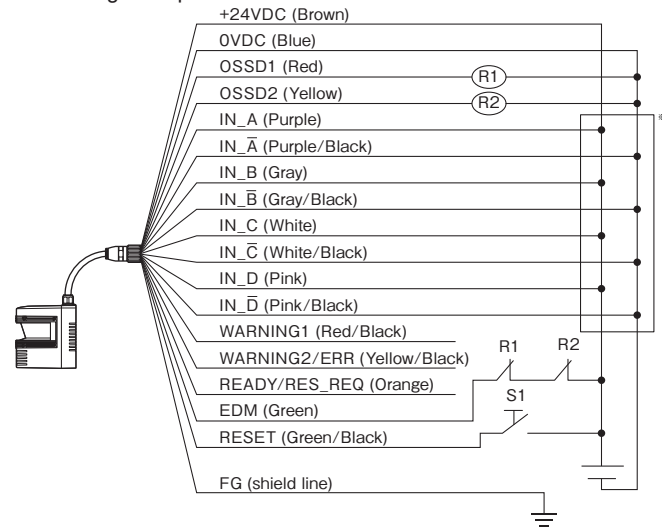 +24VDC (Brown)
0VDC (Blue)
OSSD1 (Red)
R1
OSSD2 (Yellow)
R2
IN_A (Purple)
*
IN_A̅ (Purple/Black)
IN_B (Gray)
IN_B̅ (Gray/Black)
IN_C (White)
IN_C̅ (White/Black)
IN_D (Pink)
IN_D̅ (Pink/Black)
WARNING1 (Red/Black)
WARNING2/ERR (Yellow/Black)
R1
R2
READY/RES_REQ (Orange)
S1
EDM (Green)
RESET (Green/Black)
FG (shield line)